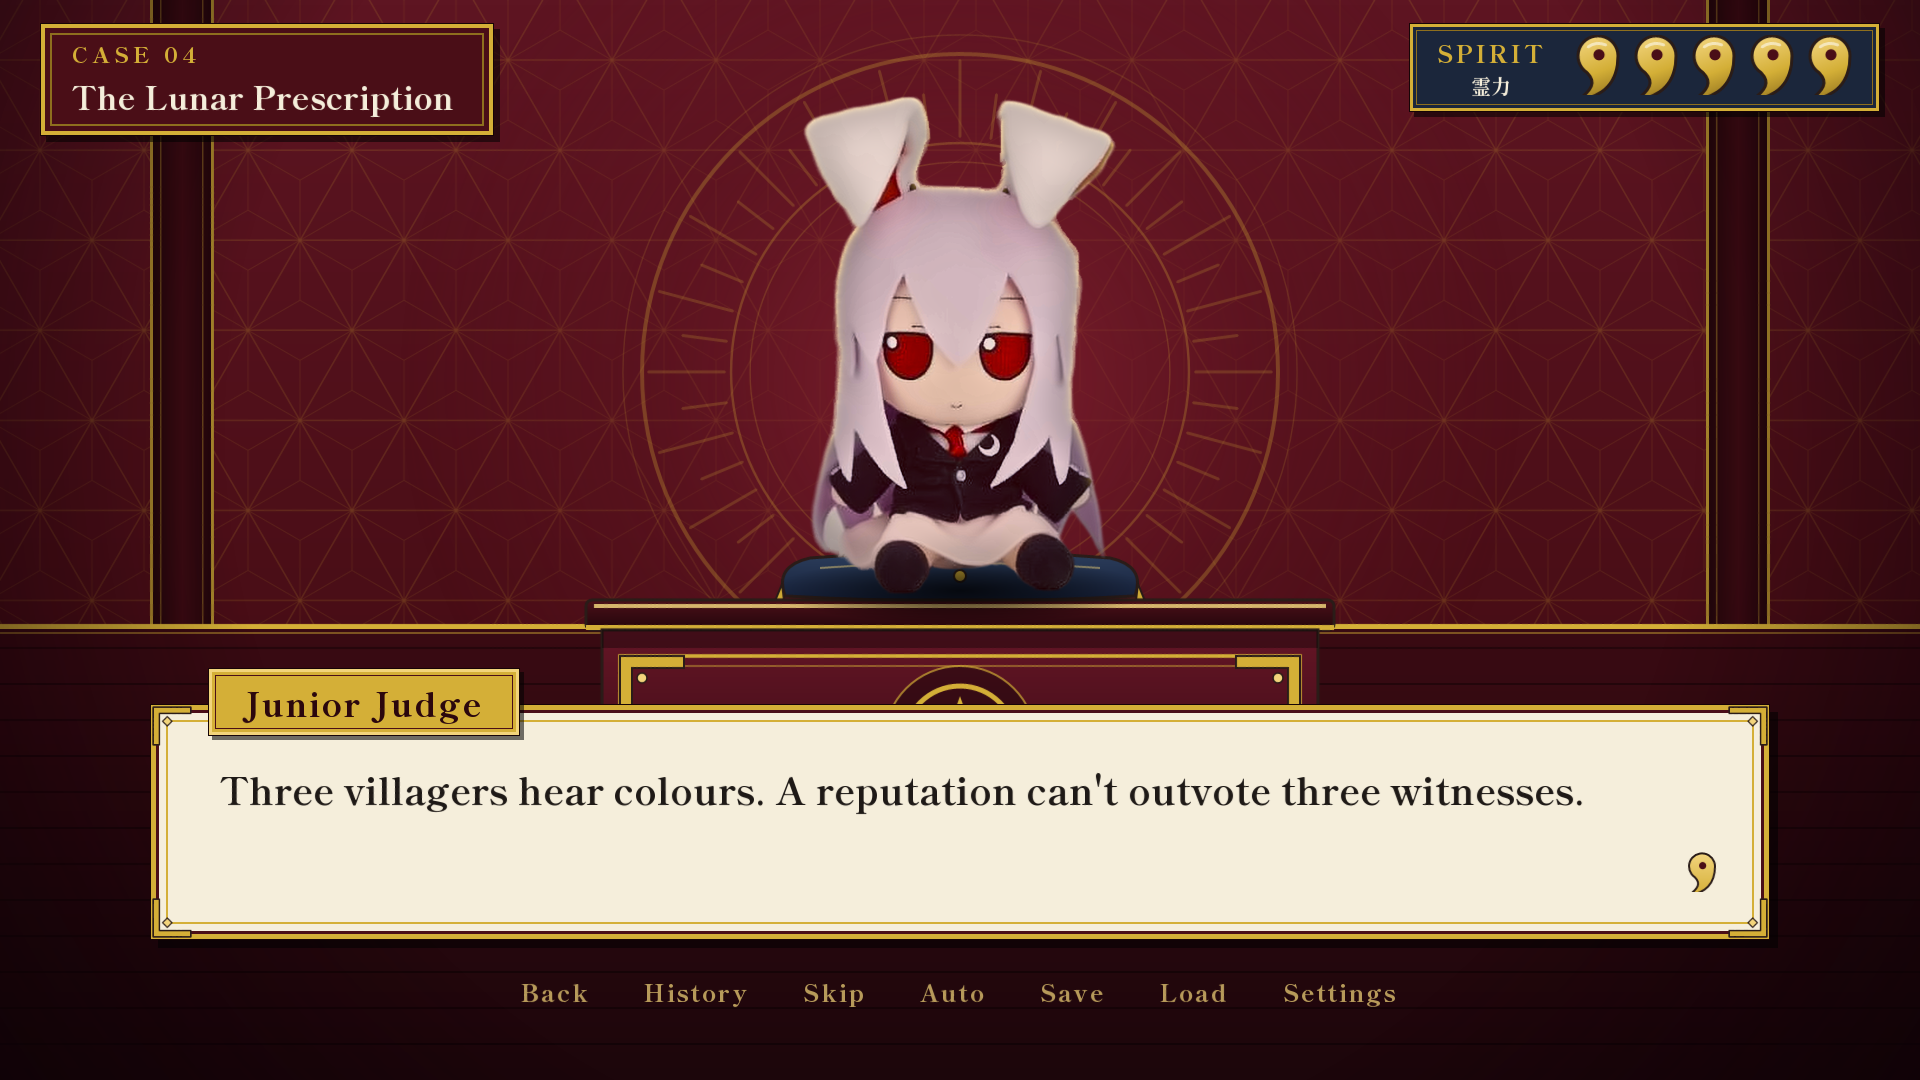 CASE 04
The Lunar Prescription
SPIRIT
霊力
Junior Judge
Three villagers hear colours. A reputation can't outvote three witnesses.
Back History Skip Auto Save Load Settings